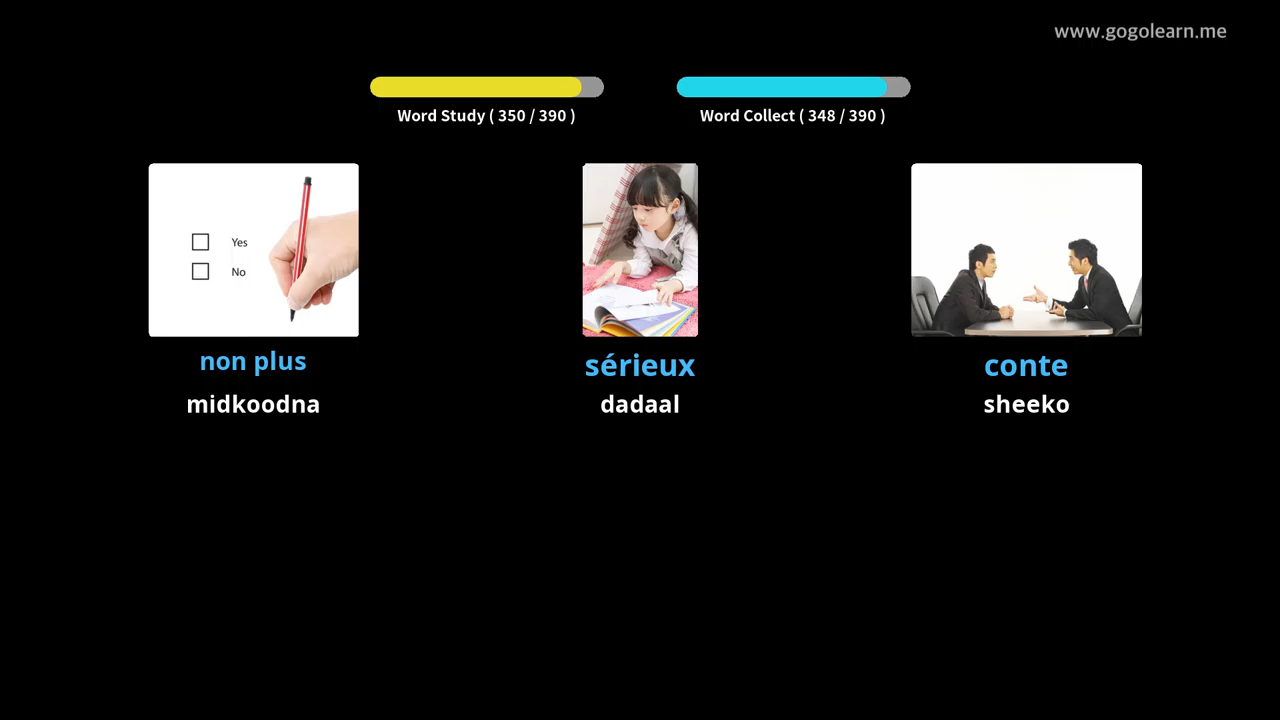 www.gogolearn.me
Word Study ( 350 / 390 )
Word Collect ( 348 / 390 )
Yes
No
non plus
sérieux
conte
midkoodna
dadaal
sheeko